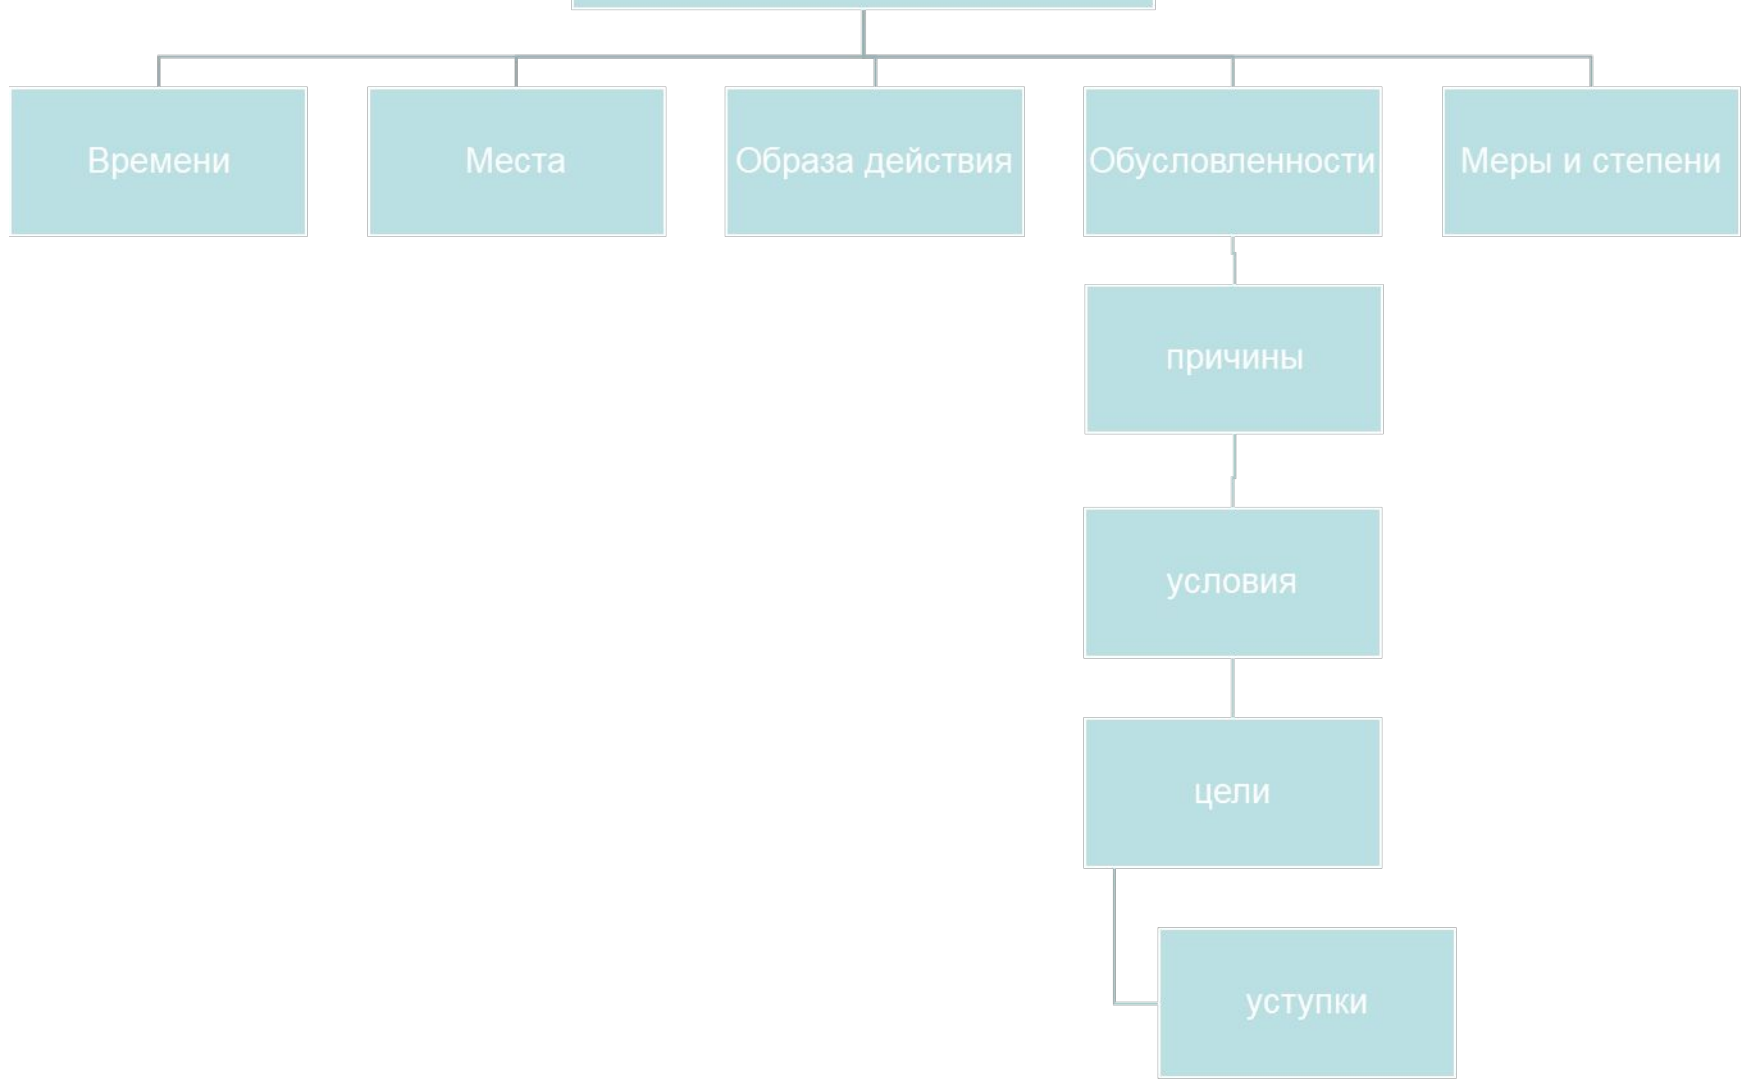 Времени
Места
Образа действия
Обусловленности
Меры и степени
причины
условия
цели
уступки